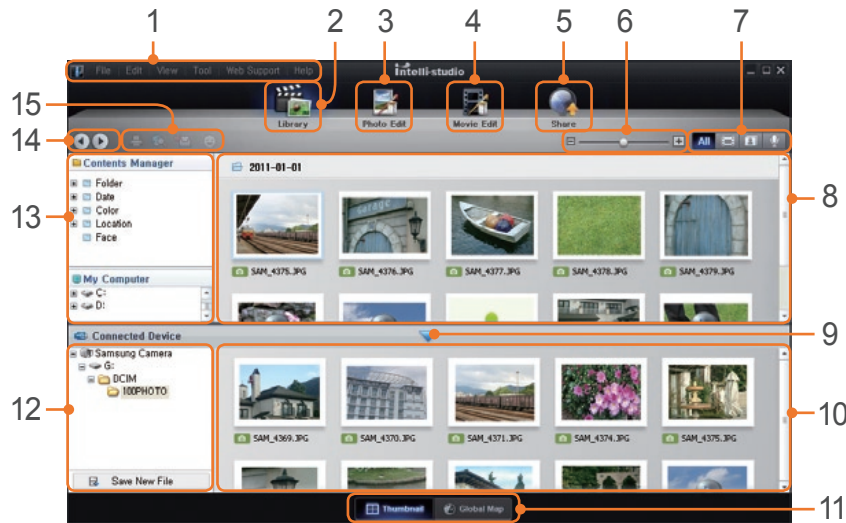 1 2 3 4 5 6 7
File Edit View Tool Web Support Help
intelli-studio
15
Library Photo Edit Movie Edit Share
14
All
Contents Manager
2011-01-01
Folder
Date
Color
Location
Face
13
8
SAM_4375.JPG SAM_4376.JPG SAM_4377.JPG SAM_4378.JPG SAM_4379.JPG
My Computer
C:
D:
Connected Device
9
Samsung Camera
G:
DCIM
100PHOTO
12
10
SAM_4369.JPG SAM_4370.JPG SAM_4371.JPG SAM_4374.JPG SAM_4375.JPG
Save New File
Thumbnail Global Map
11